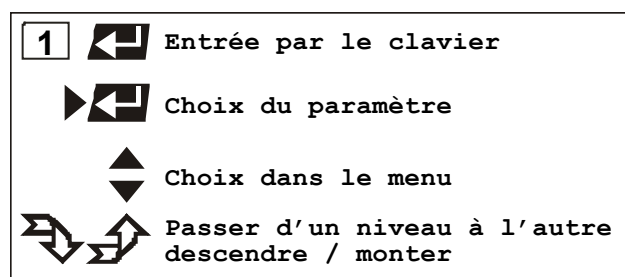 1 Entrée par le clavier
Choix du paramètre
Choix dans le menu
Passer d’un niveau à l’autre
descendre / monter